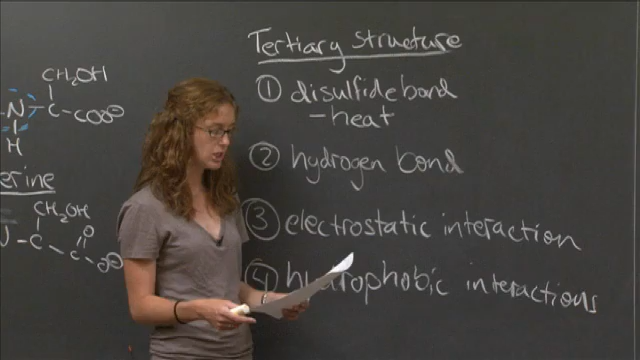 CH₂OH
N-C-COO⊖
H
erine
CH₂OH
C-C
O
O⊖
Tertiary Structure
① disulfide bond
- heat
② hydrogen bond
③ electrostatic interaction
④ hydrophobic interactions